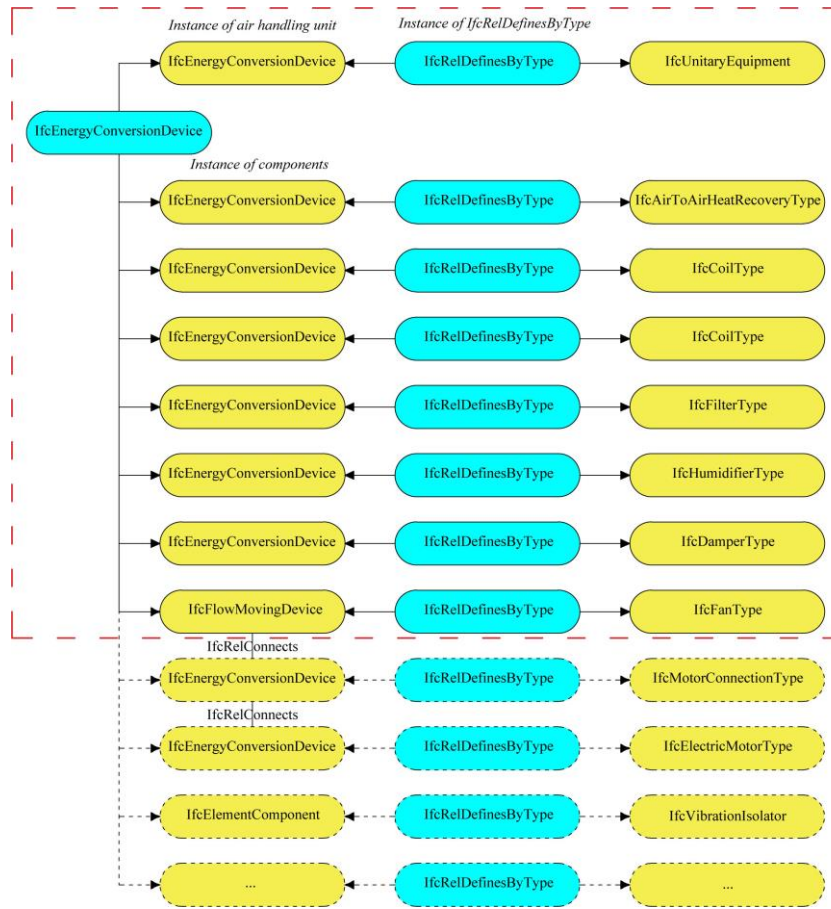 Instance of air handling unit
Instance of IfcRelDefinesByType
IfcEnergyConversionDevice
IfcRelDefinesByType
IfcUnitaryEquipment
IfcEnergyConversionDevice
Instance of components
IfcEnergyConversionDevice
IfcRelDefinesByType
IfcAirToAirHeatRecoveryType
IfcEnergyConversionDevice
IfcRelDefinesByType
IfcCoilType
IfcEnergyConversionDevice
IfcRelDefinesByType
IfcCoilType
IfcEnergyConversionDevice
IfcRelDefinesByType
IfcFilterType
IfcEnergyConversionDevice
IfcRelDefinesByType
IfcHumidifierType
IfcEnergyConversionDevice
IfcRelDefinesByType
IfcDamperType
IfcFlowMovingDevice
IfcRelDefinesByType
IfcFanType
IfcRelConnects
IfcEnergyConversionDevice
IfcRelDefinesByType
IfcMotorConnectionType
IfcRelConnects
IfcEnergyConversionDevice
IfcRelDefinesByType
IfcElectricMotorType
IfcElementComponent
IfcRelDefinesByType
IfcVibrationIsolator
...
IfcRelDefinesByType
...